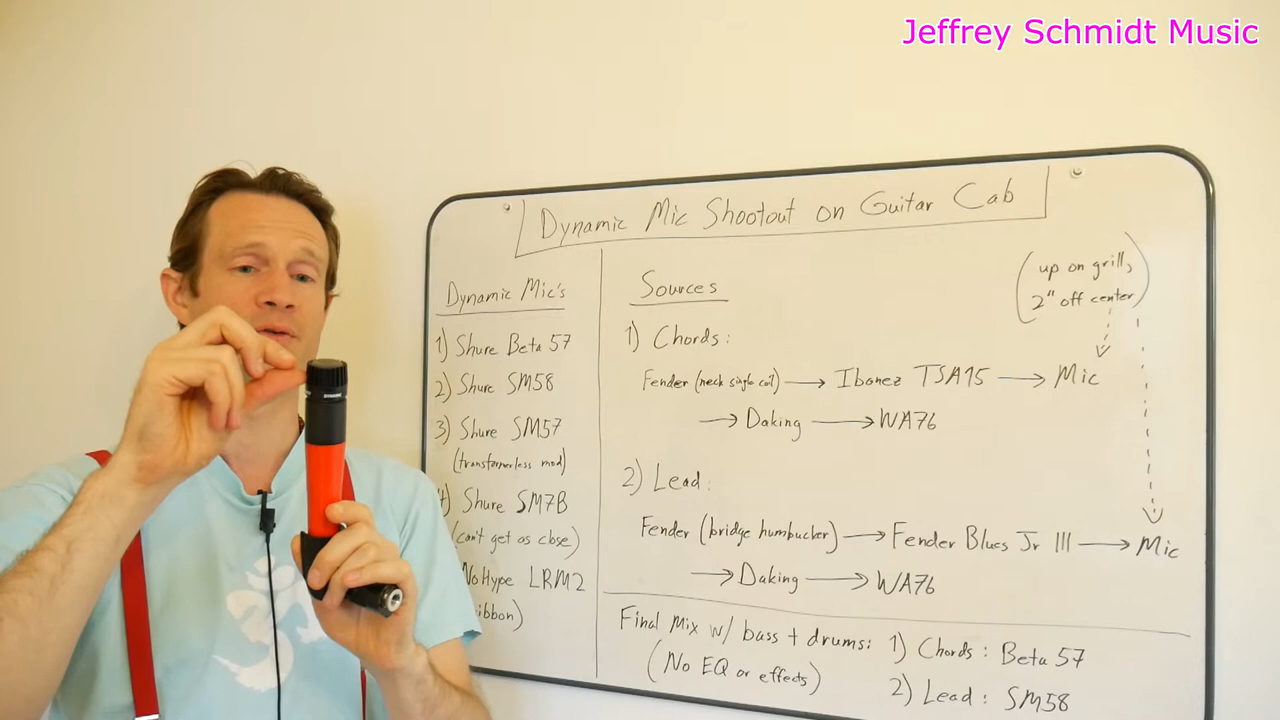 Jeffrey Schmidt Music
Dynamic Mic Shootout on Guitar Cab
Dynamic Mic's
1) Shure Beta 57
2) Shure SM58
3) Shure SM57
(transformerless mod)
4) Shure SM7B
(can't get as close)
NoHype LRM2
ribbon)
Sources
(up on grill,
2" off center)
1) Chords:
Fender (neck single coil) → Ibanez TSA15 → Mic
→ Daking → WA76
2) Lead:
Fender (bridge humbucker) → Fender Blues Jr III → Mic
→ Daking → WA76
Final Mix w/ bass + drums:
(No EQ or effects)
1) Chords: Beta 57
2) Lead: SM58